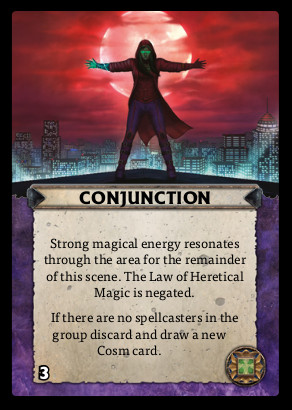 CONJUNCTION
Strong magical energy resonates
through the area for the remainder
of this scene. The Law of Heretical
Magic is negated.
If there are no spellcasters in the
group discard and draw a new
Cosm card.
3